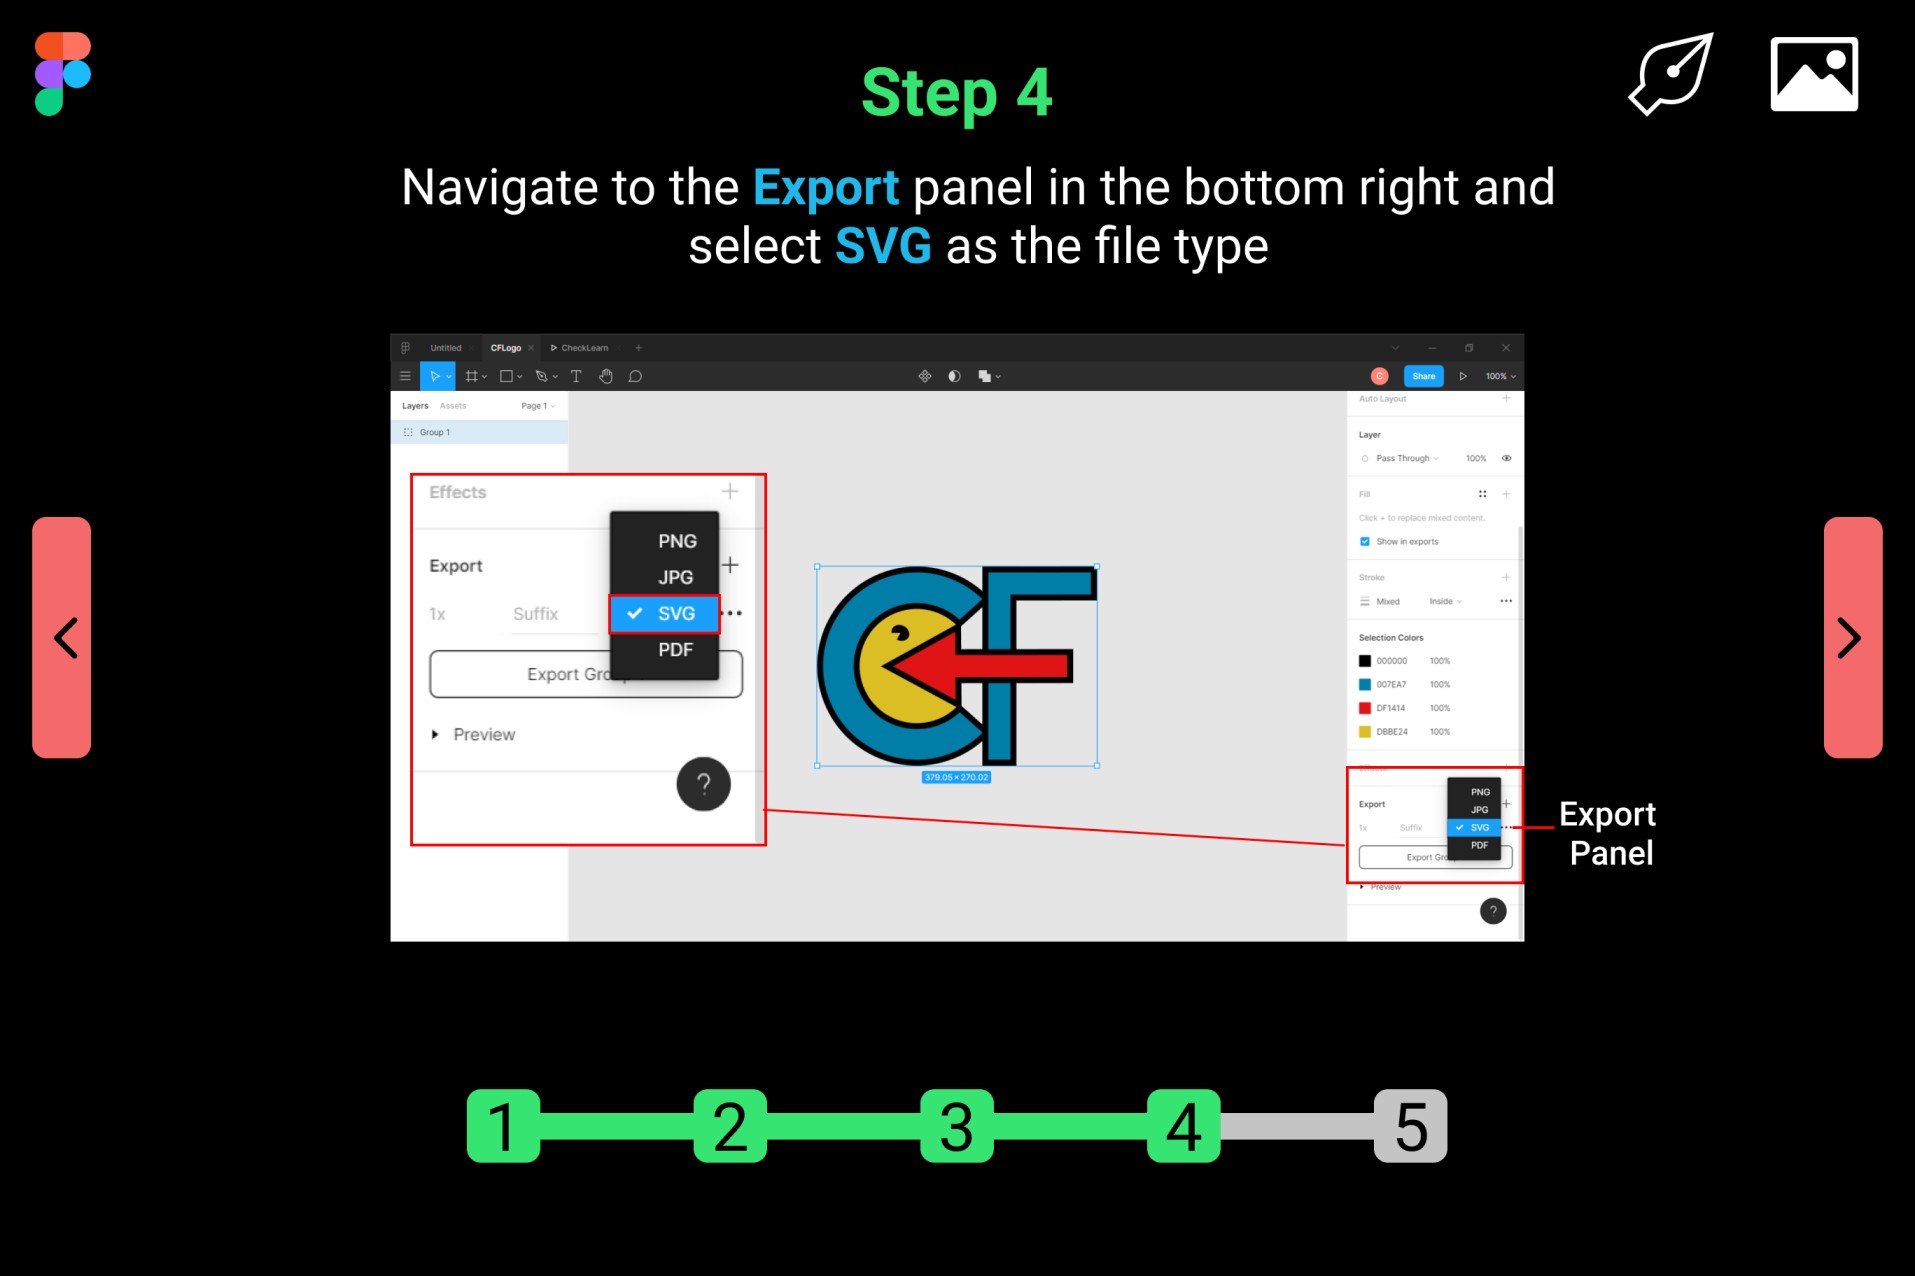 Step 4
Navigate to the Export panel in the bottom right and
select SVG as the file type
Untitled
CFLogo
CheckLearn
C
Share
100%
Layers
Assets
Page 1
Group 1
Effects
Export
1x
Suffix
PNG
JPG
SVG
PDF
Export Gro
Preview
?
CF
379.05 × 270.02
Auto Layout
Layer
Pass Through
100%
Fill
Click + to replace mixed content.
Show in exports
Stroke
Mixed
Inside
Selection Colors
000000 100%
007EA7 100%
DF1414 100%
DBBE24 100%
Effects
Export
1x
Suffix
PNG
JPG
SVG
PDF
Export Gro
Preview
?
Export
Panel
1
2
3
4
5